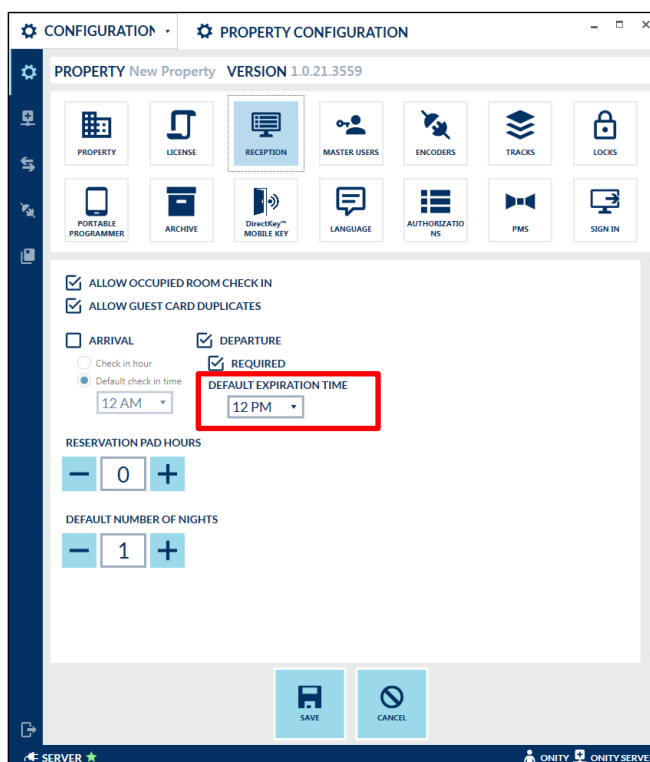 CONFIGURATION
PROPERTY CONFIGURATION
PROPERTY New Property VERSION 1.0.21.3559
PROPERTY
LICENSE
RECEPTION
MASTER USERS
ENCODERS
TRACKS
LOCKS
PORTABLE
PROGRAMMER
ARCHIVE
DirectKey™
MOBILE KEY
LANGUAGE
AUTHORIZATIO
NS
PMS
SIGN IN
ALLOW OCCUPIED ROOM CHECK IN
ALLOW GUEST CARD DUPLICATES
ARRIVAL
DEPARTURE
Check in hour
REQUIRED
Default check in time
DEFAULT EXPIRATION TIME
12 AM
12 PM
RESERVATION PAD HOURS
0
DEFAULT NUMBER OF NIGHTS
1
SAVE
CANCEL
SERVER
ONITY
ONITY SERVE